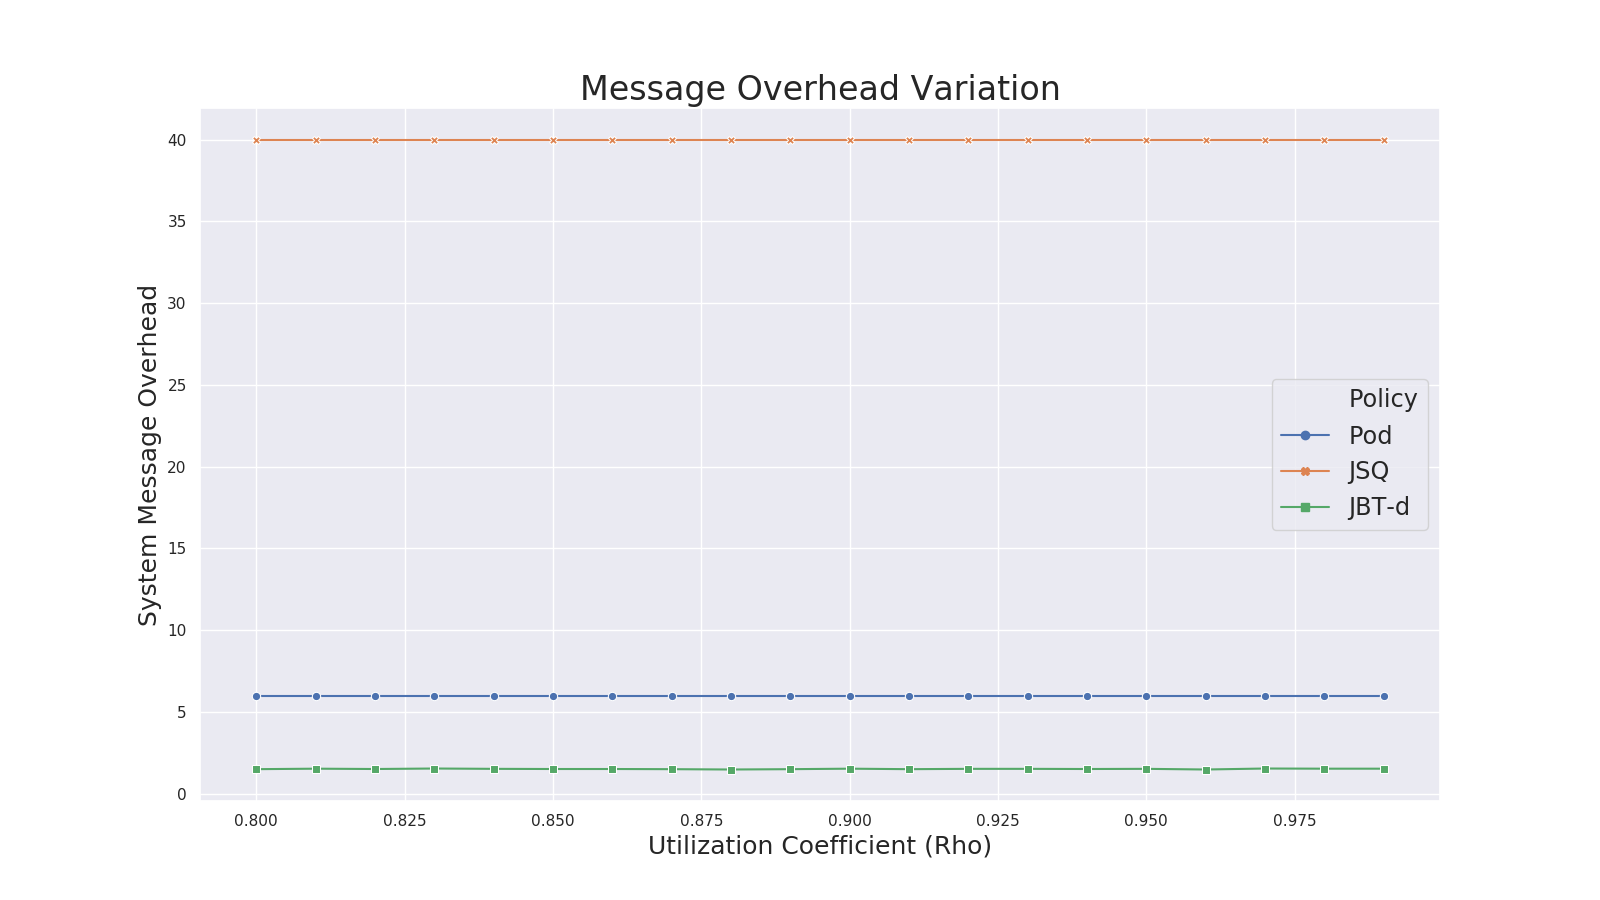 Message Overhead Variation
System Message Overhead
40
35
30
25
20
15
10
5
0
Policy
Pod
JSQ
JBT-d
0.800 0.825 0.850 0.875 0.900 0.925 0.950 0.975
Utilization Coefficient (Rho)